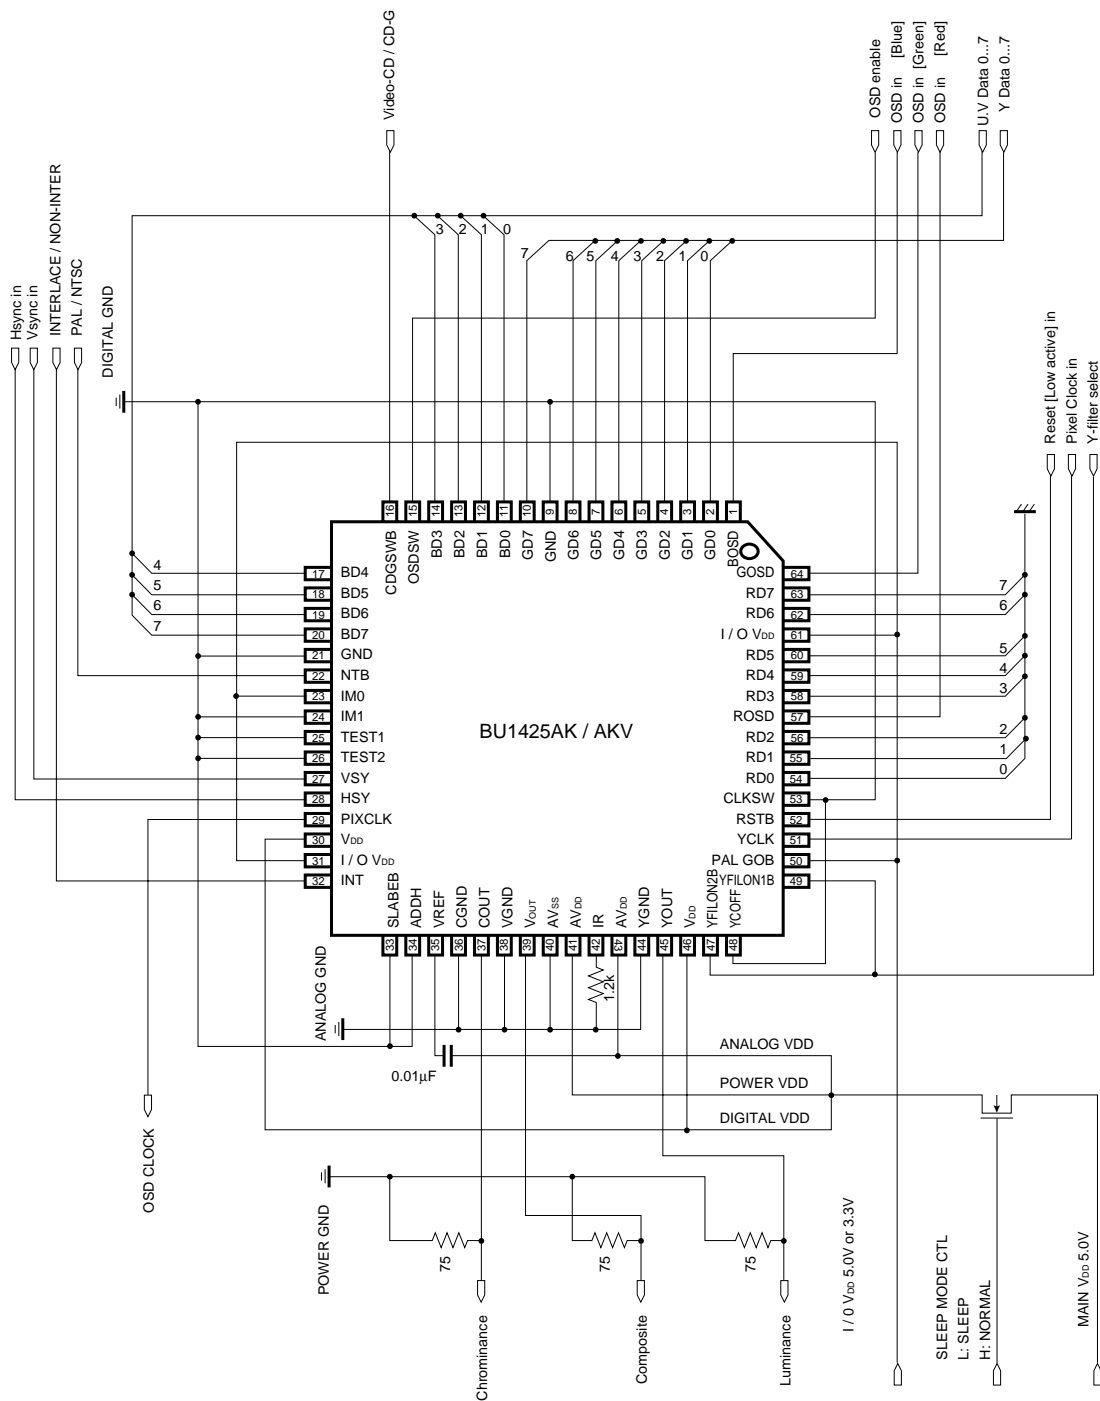 Video-CD / CD-G
OSD enable
OSD in [Blue]
OSD in [Green]
OSD in [Red]
U.V Data 0...7
Y Data 0...7
Hsync in
Vsync in
INTERLACE / NON-INTER
PAL / NTSC
DIGITAL GND
3
2
1
0
7
6
5
4
3
2
1
0
Reset [Low active] in
Pixel Clock in
Y-filter select
16 CDGSWB
15 OSDSW
14 BD3
13 BD2
12 BD1
11 BD0
10 GD7
9 GND
8 GD6
7 GD5
6 GD4
5 GD3
4 GD2
3 GD1
2 GD0
1 BOSD
4
5
6
7
17 BD4
18 BD5
19 BD6
20 BD7
21 GND
22 NTB
23 IM0
24 IM1
25 TEST1
26 TEST2
27 VSY
28 HSY
29 PIXCLK
30 VDD
31 I / O VDD
32 INT
BU1425AK / AKV
GOSD 64
RD7 63 7
RD6 62 6
I / O VDD 61
RD5 60 5
RD4 59 4
RD3 58 3
ROSD 57
RD2 56 2
RD1 55 1
RD0 54 0
CLKSW 53
RSTB 52
YCLK 51
PAL GOB 50
YFILON1B 49
SLABEB 33
ADDH 34
VREF 35
CGND 36
COUT 37
VGND 38
VOUT 39
AVSS 40
AVDD 41
IR 42
AVDD 43
YGND 44
YOUT 45
VDD 46
YFILON2B 47
YCOFF 48
ANALOG GND
1.2k
0.01μF
ANALOG VDD
POWER VDD
DIGITAL VDD
OSD CLOCK
POWER GND
75
75
75
Chrominance
Composite
Luminance
I / 0 VDD 5.0V or 3.3V
SLEEP MODE CTL
L: SLEEP
H: NORMAL
MAIN VDD 5.0V